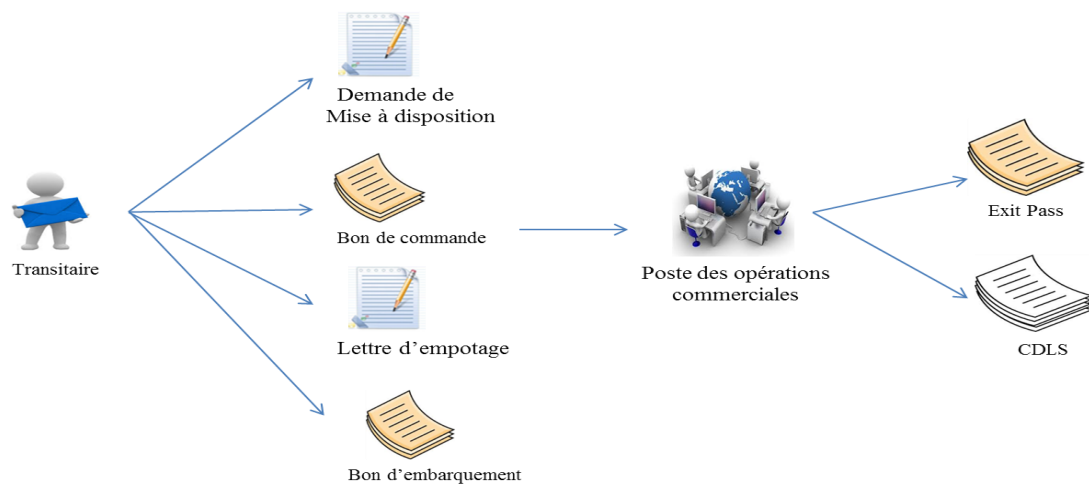 Transitaire
Demande de
Mise à disposition
Bon de commande
Lettre d’empotage
Bon d’embarquement
Poste des opérations
commerciales
Exit Pass
CDLS